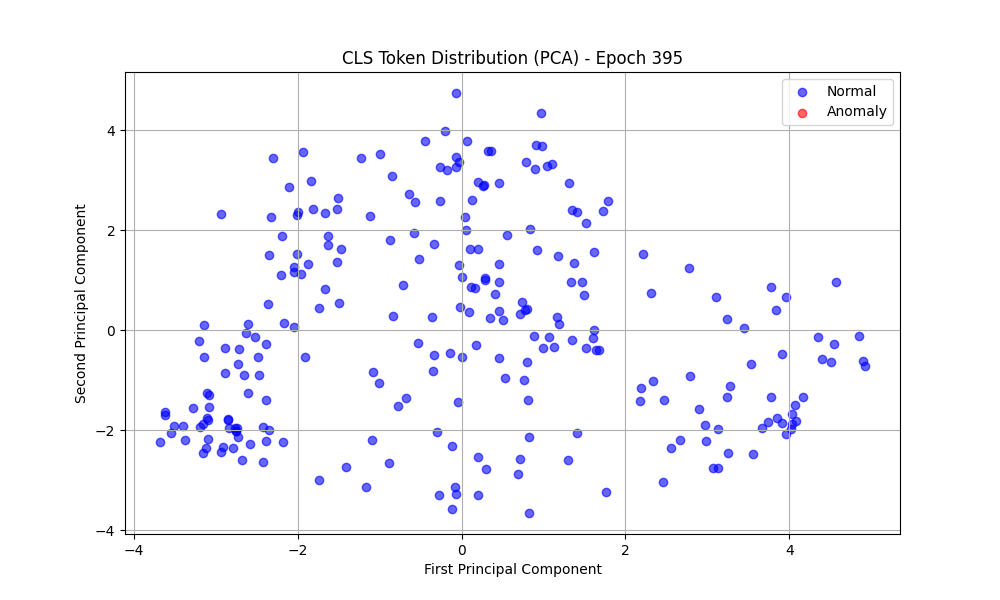 CLS Token Distribution (PCA) - Epoch 395
Normal
Anomaly
Second Principal Component
4
2
0
−2
−4
−4
−2
0
2
4
First Principal Component